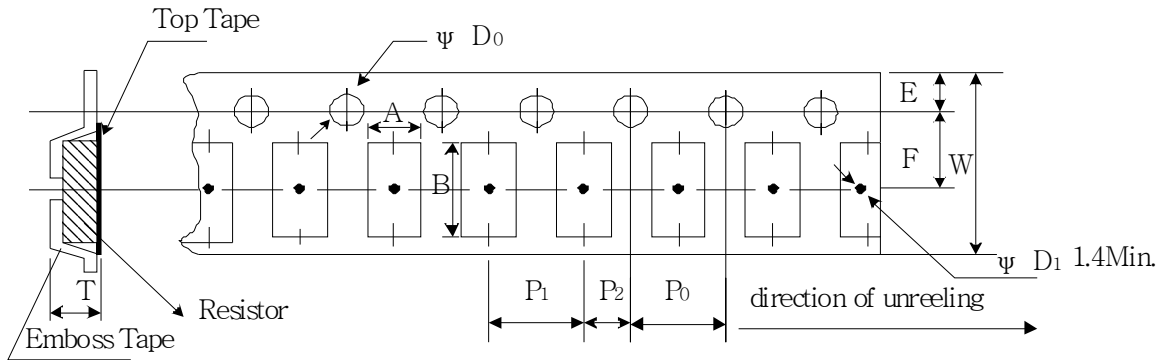 Top Tape
ψ D₀
E
A
F
W
B
ψ D₁ 1.4Min.
T
P₁
P₂
P₀
direction of unreeling
Resistor
Emboss Tape